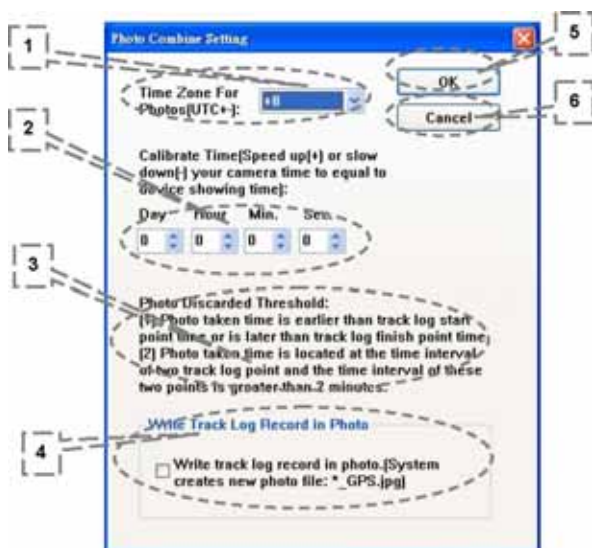 Photo Combine Setting
1
5
OK
Time Zone For
Photos(UTC+-):
+8
6
Cancel
2
Calibrate Time(Speed up(+) or slow
down(-) your camera time to equal to
device showing time):
Day Hour Min. Sec.
0 0 0 0
3
Photo Discarded Threshold:
(1) Photo taken time is earlier than track log start
point time or is later than track log finish point time;
(2) Photo taken time is located at the time interval
of two track log point and the time interval of these
two points is greater than 2 minutes.
Write Track Log Record in Photo
4
Write track log record in photo.(System
creates new photo file: *_GPS.jpg)